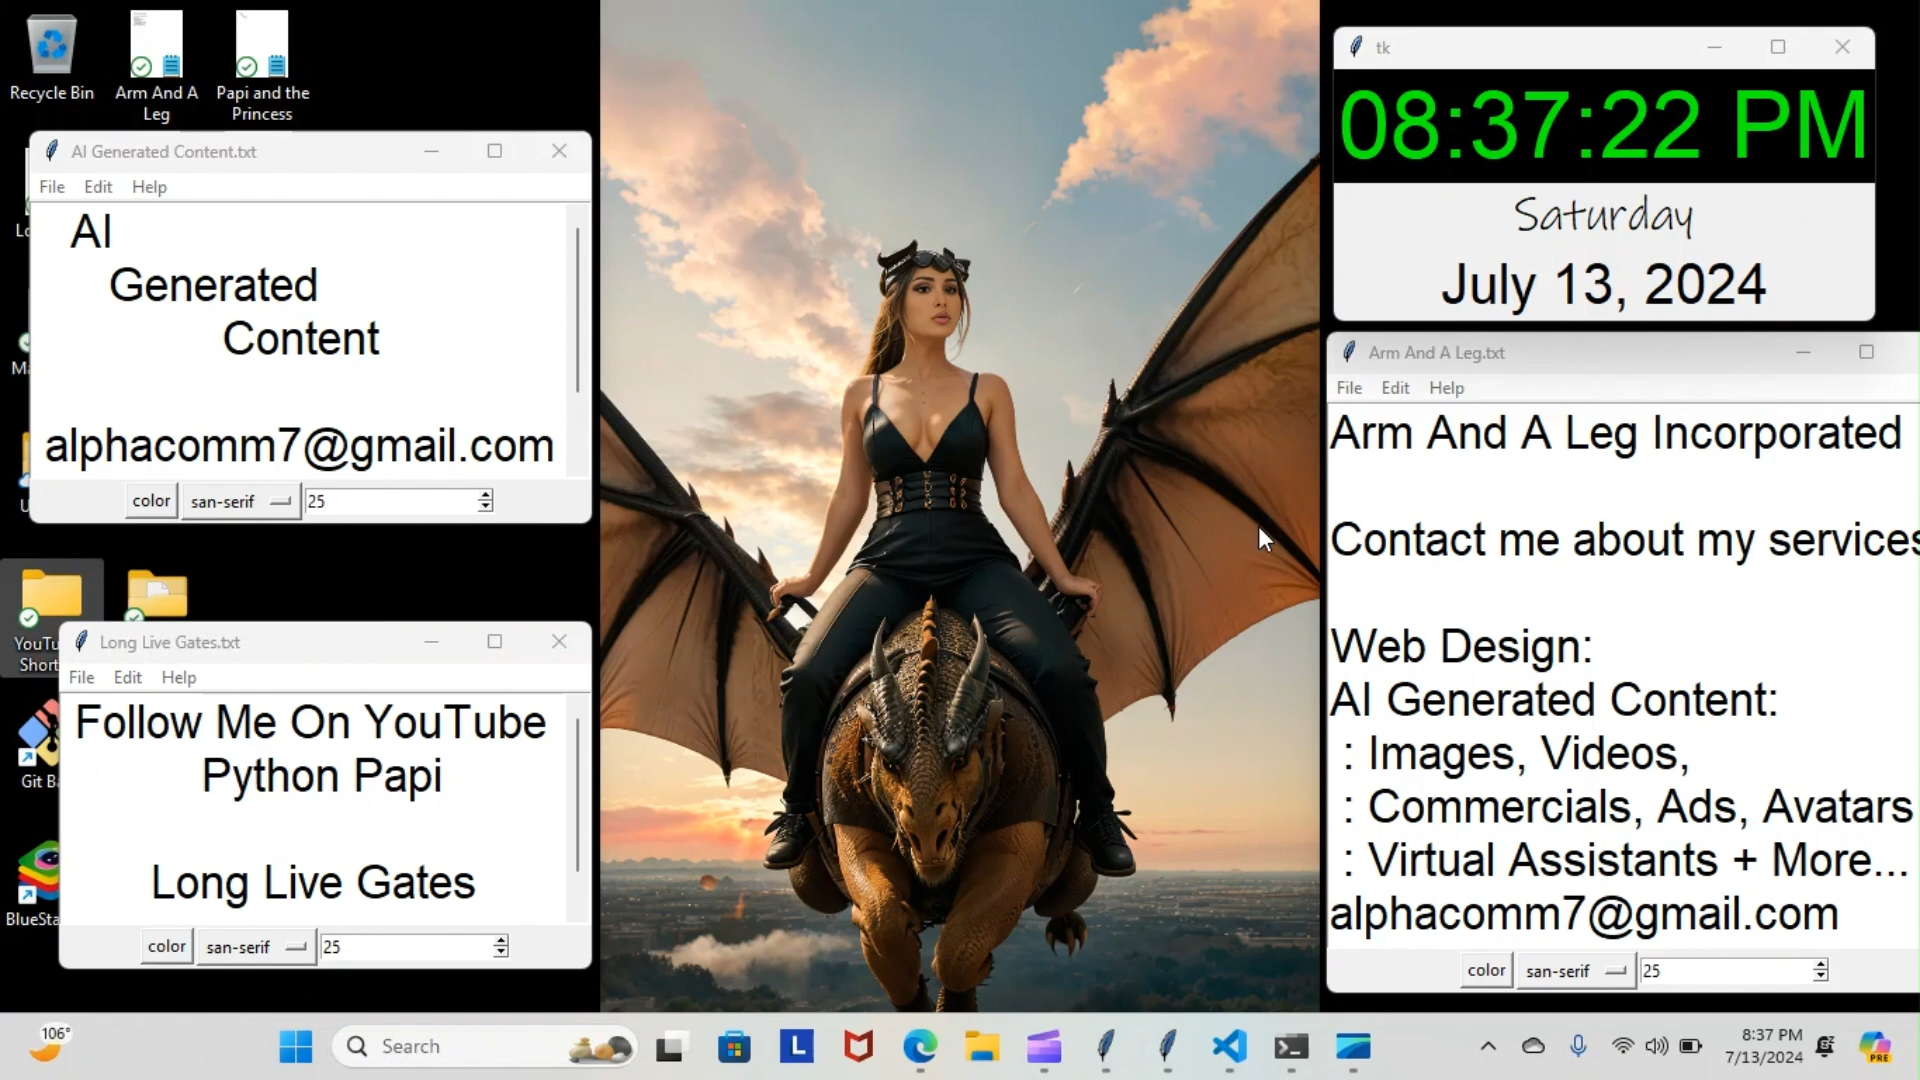 Recycle Bin
Arm And A
Leg
Papi and the
Princess
AI Generated Content.txt
File Edit Help
AI
Generated
Content
alphacomm7@gmail.com
color san-serif 25
Long Live Gates.txt
File Edit Help
Follow Me On YouTube
Python Papi
Long Live Gates
color san-serif 25
Git
tk
08:37:22 PM
Saturday
July 13, 2024
Arm And A Leg.txt
File Edit Help
Arm And A Leg Incorporated
Contact me about my services
Web Design:
AI Generated Content:
: Images, Videos,
: Commercials, Ads, Avatars
: Virtual Assistants + More...
alphacomm7@gmail.com
color san-serif 25
106°
Search
L
8:37 PM
7/13/2024
PRE